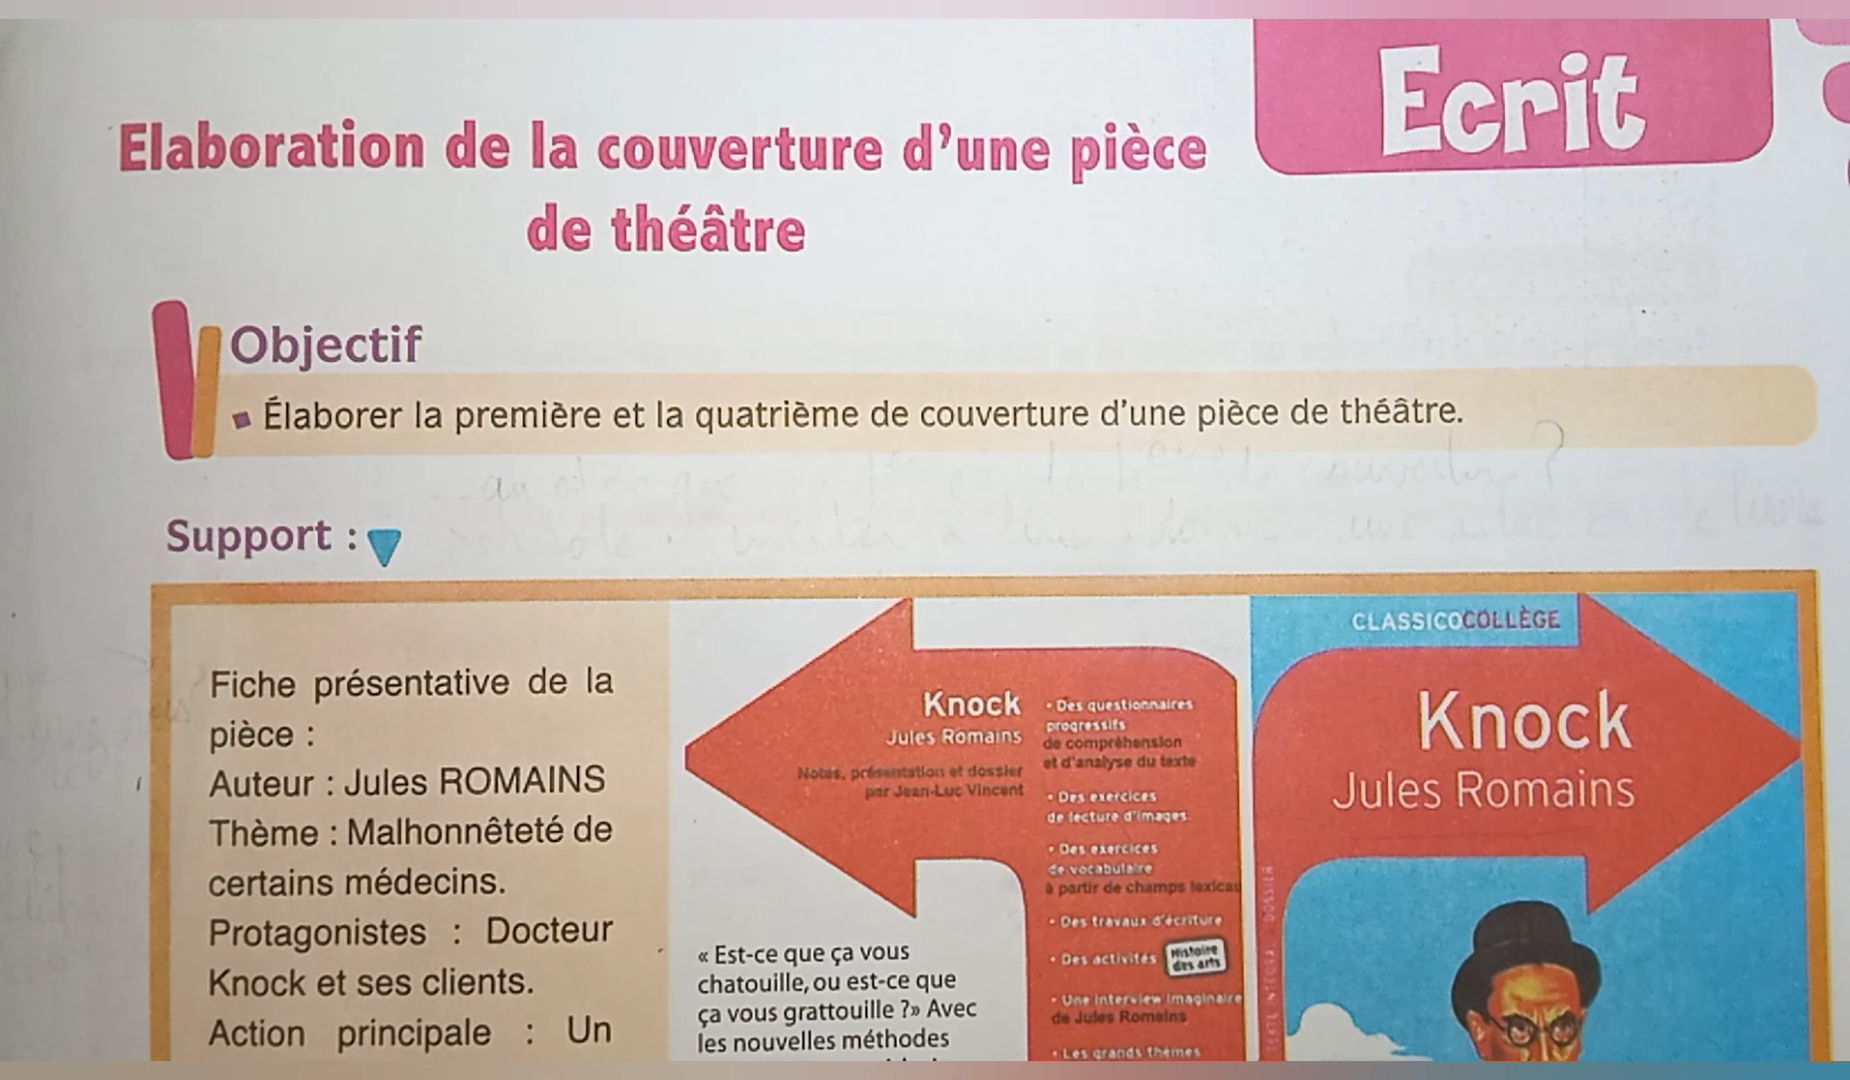 Ecrit
Elaboration de la couverture d'une pièce
de théâtre
Objectif
Élaborer la première et la quatrième de couverture d'une pièce de théâtre.
Support :
Fiche présentative de la
pièce :
Auteur : Jules ROMAINS
Thème : Malhonnêteté de
certains médecins.
Protagonistes : Docteur
Knock et ses clients.
Action principale : Un
Knock
Jules Romains
Notes, présentation et dossier
par Jean-Luc Vincent
« Est-ce que ça vous
chatouille, ou est-ce que
ça vous grattouille ?» Avec
les nouvelles méthodes
• Des questionnaires
progressifs
de compréhension
et d'analyse du texte
• Des exercices
de lecture d'images
• Des exercices
de vocabulaire
à partir de champs lexicau
• Des travaux d'écriture
• Des activités
Histoire
des arts
• Une interview imaginaire
de Jules Romains
• Les grands thèmes
CLASSICOCOLLÈGE
Knock
Jules Romains
DOSSIER